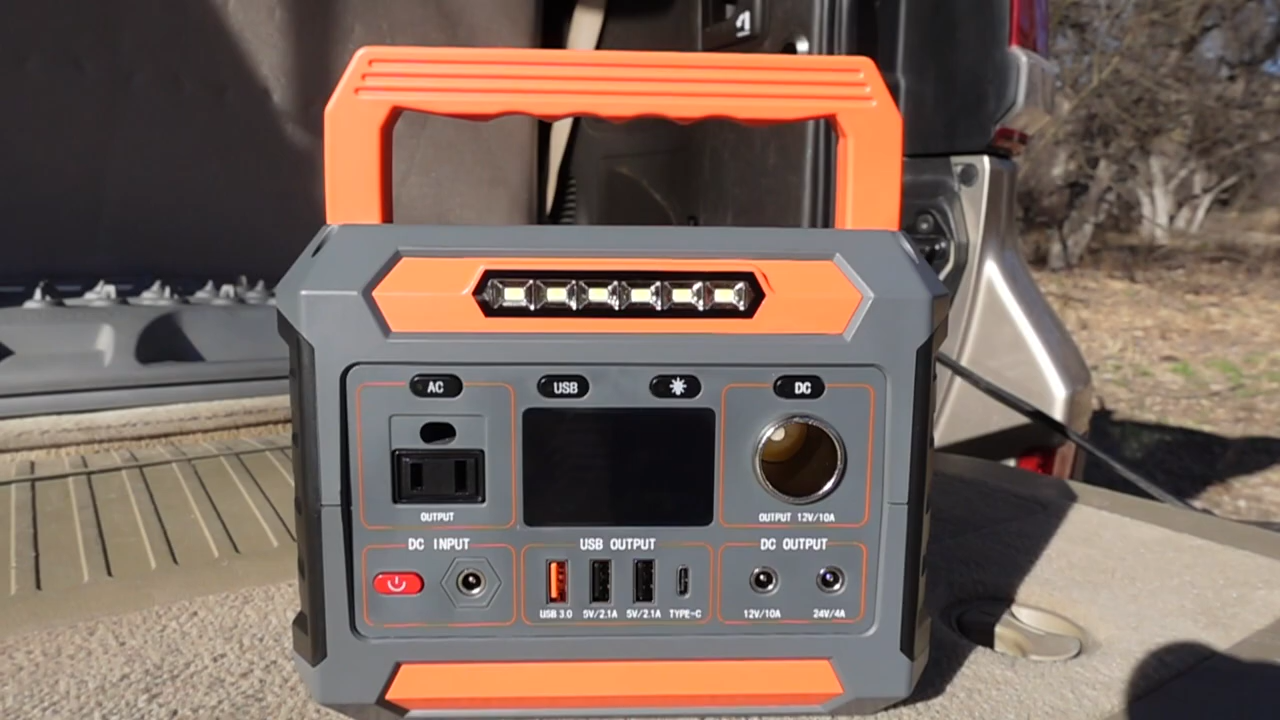 AC
USB
DC
OUTPUT
OUTPUT 12V/10A
DC INPUT
USB OUTPUT
DC OUTPUT
USB 3.0
5V/2.1A
5V/2.1A
TYPE-C
12V/10A
24V/4A